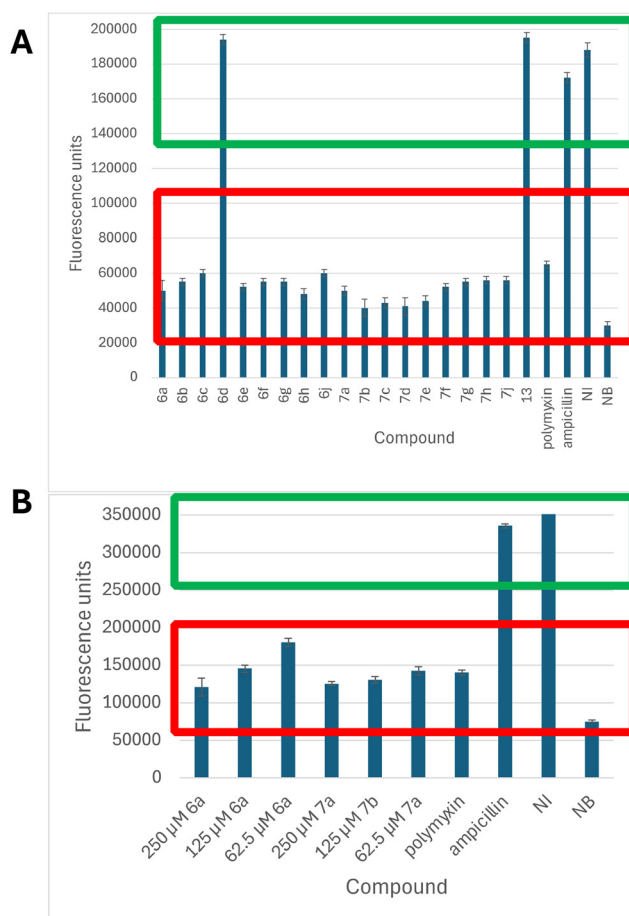 A
200000
180000
160000
140000
120000
100000
80000
60000
40000
20000
0
Fluorescence units
6a 6b 6c 6d 6e 6f 6g 6h 6j 7a 7b 7c 7d 7e 7f 7g 7h 7j 13 polymyxin ampicillin NI NB
Compound
B
350000
300000
250000
200000
150000
100000
50000
0
Fluorescence units
250 µM 6a 125 µM 6a 62.5 µM 6a 250 µM 7a 125 µM 7b 62.5 µM 7a polymyxin ampicillin NI NB
Compound